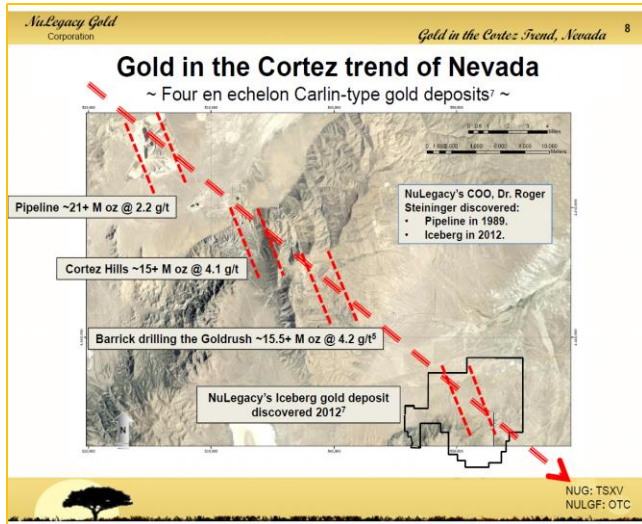 NuLegacy Gold
Corporation
Gold in the Cortez Trend, Nevada
8
Gold in the Cortez trend of Nevada
~ Four en echelon Carlin-type gold deposits⁷ ~
Miles
Meters
NuLegacy's COO, Dr. Roger
Steininger discovered:
• Pipeline in 1989.
• Iceberg in 2012.
Pipeline ~21+ M oz @ 2.2 g/t
Cortez Hills ~15+ M oz @ 4.1 g/t
Barrick drilling the Goldrush ~15.5+ M oz @ 4.2 g/t⁵
NuLegacy's Iceberg gold deposit
discovered 2012⁷
N
NUG: TSXV
NULGF: OTC